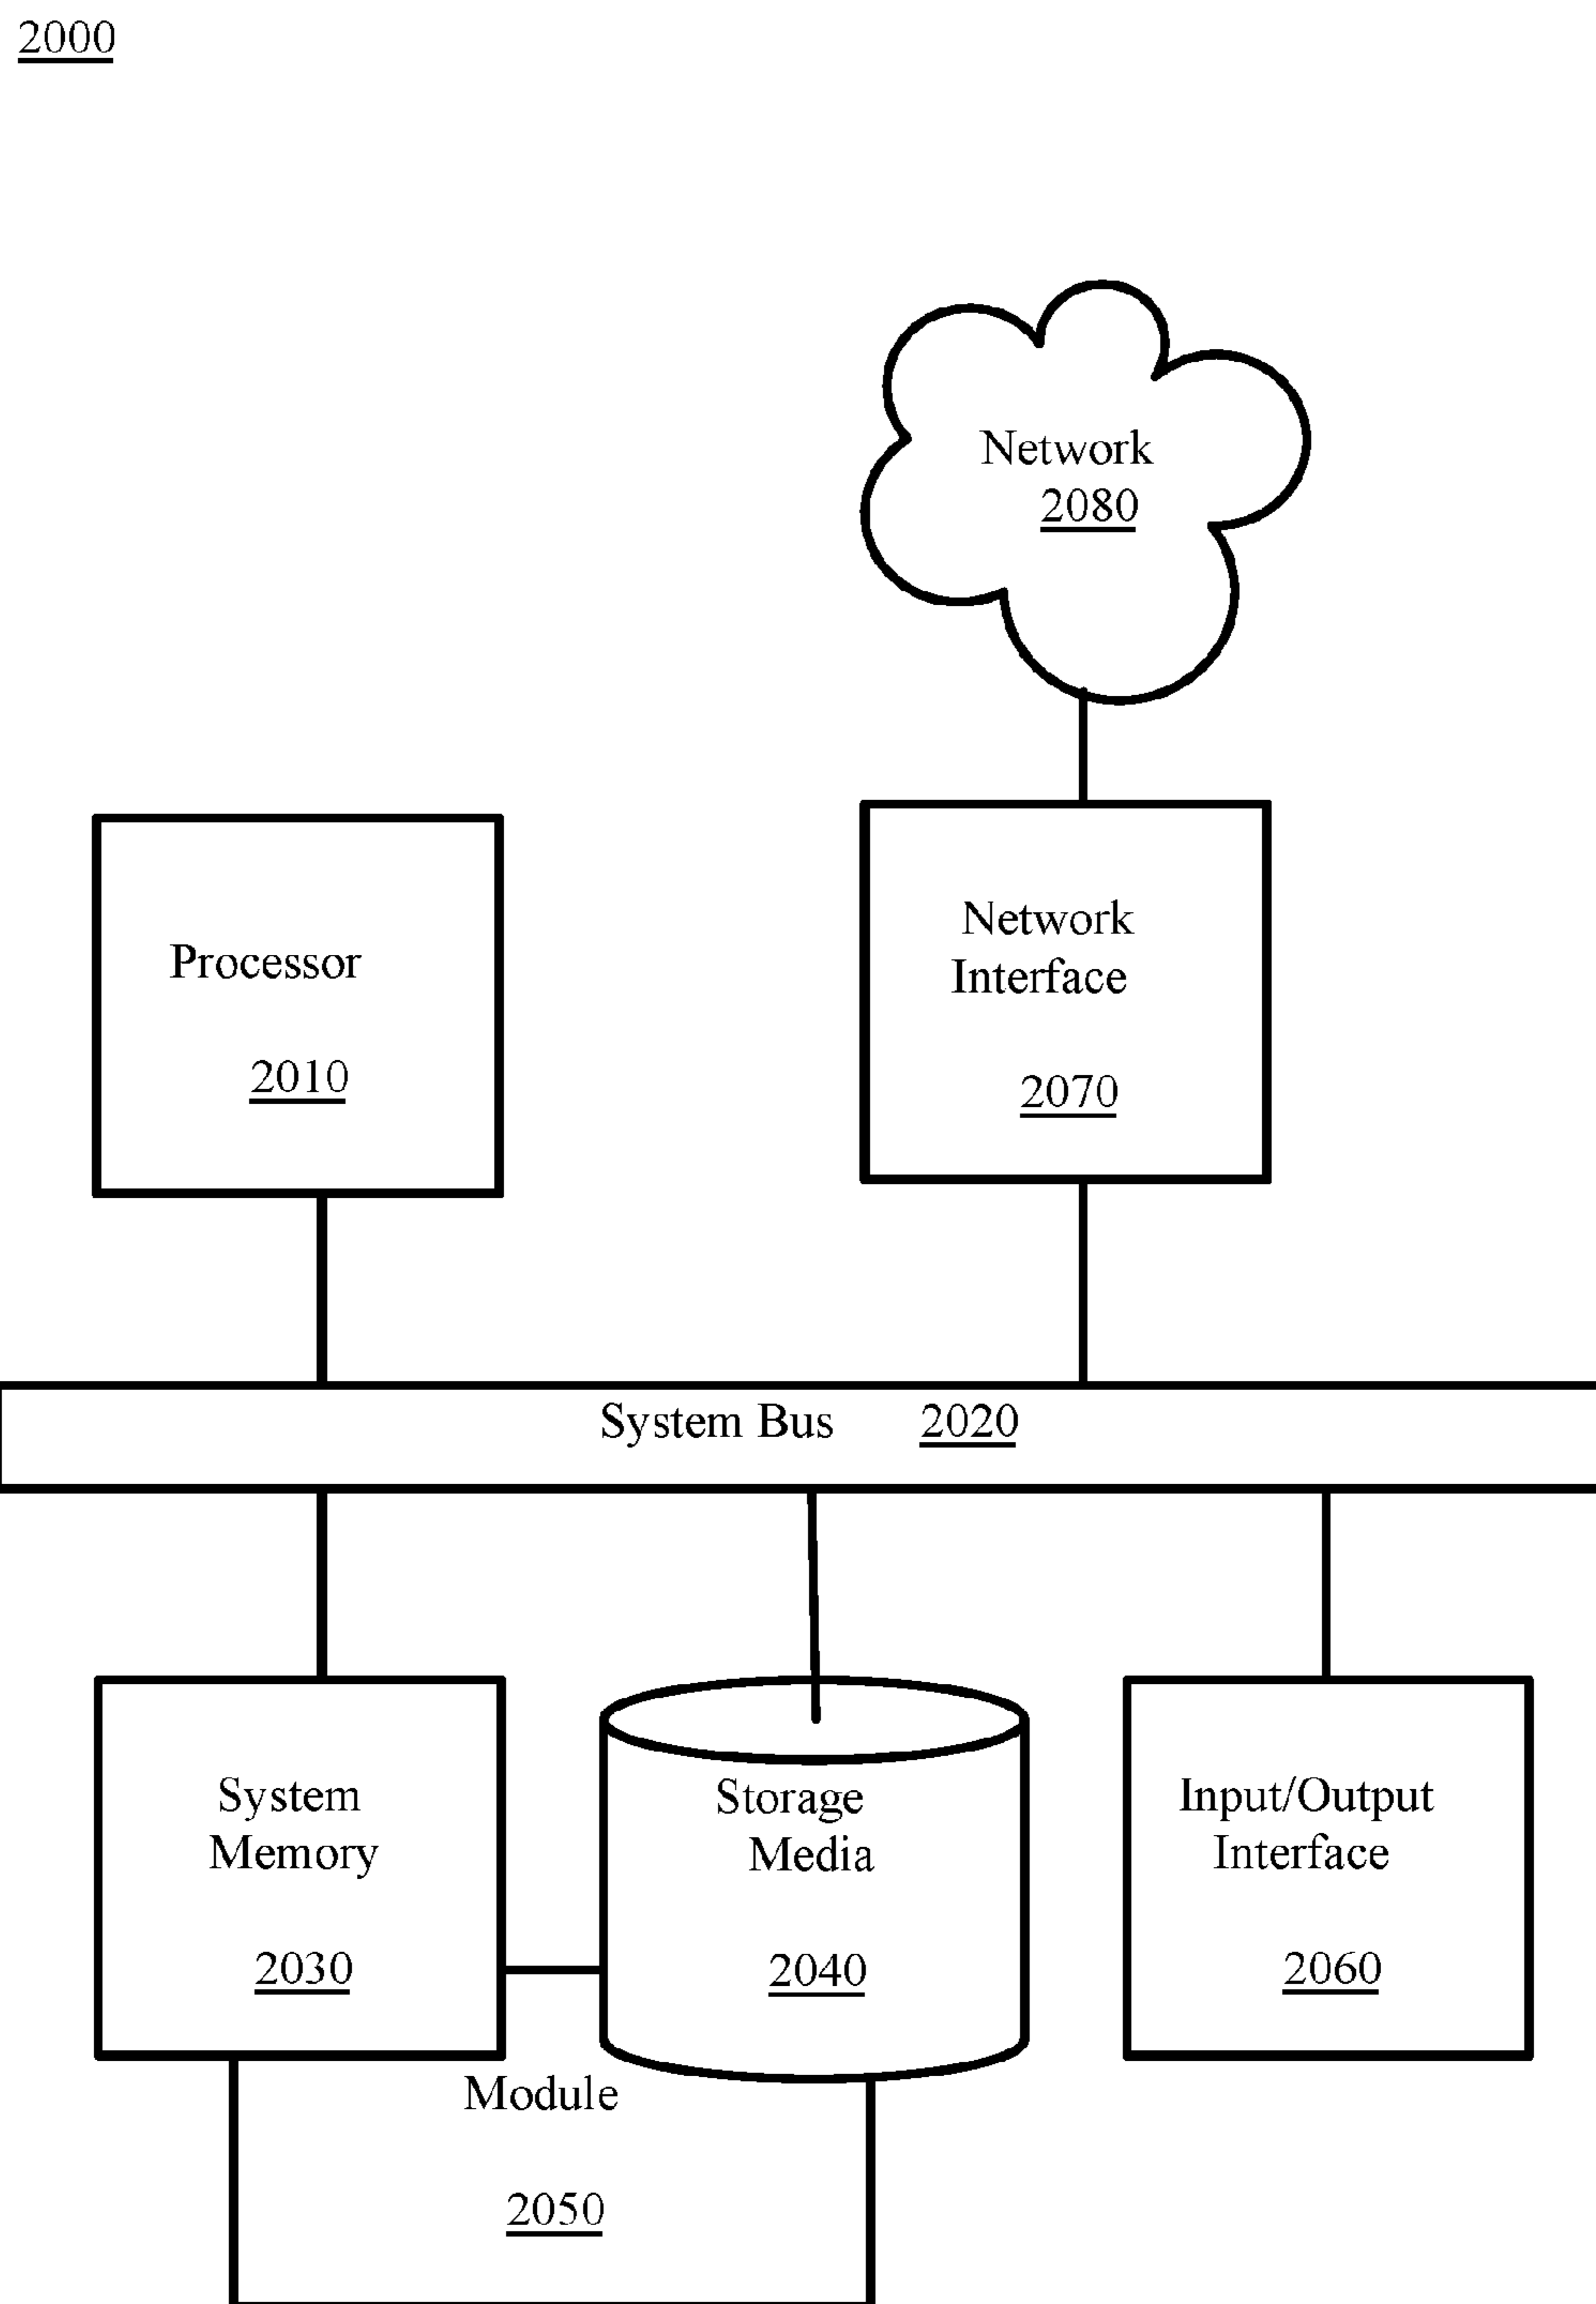 2000
Network
2080
Processor
2010
Network
Interface
2070
System Bus 2020
System
Memory
2030
Storage
Media
2040
Input/Output
Interface
2060
Module
2050